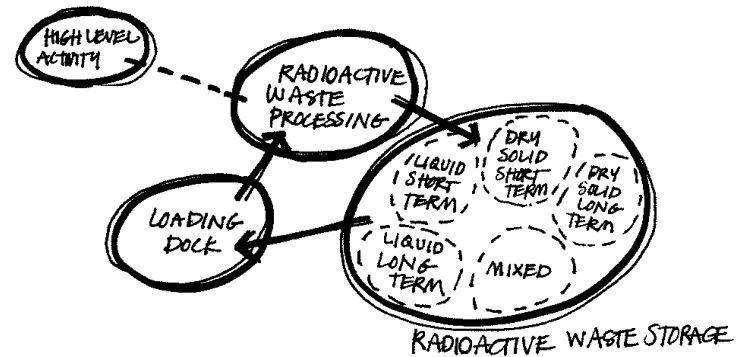 HIGH LEVEL
ACTIVITY
RADIOACTIVE
WASTE
PROCESSING
LOADING
DOCK
LIQUID
SHORT
TERM
DRY
SOLID
SHORT
TERM
DRY
SOLID
LONG
TERM
LIQUID
LONG
TERM
MIXED
RADIOACTIVE WASTE STORAGE